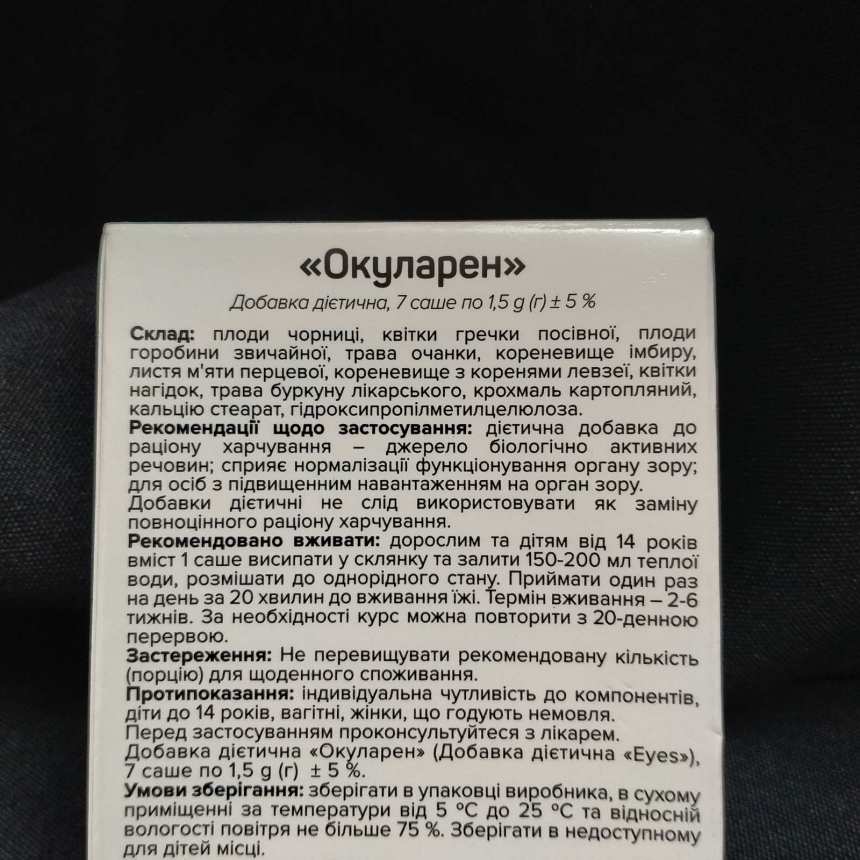 «Окуларен»
Добавка дієтична, 7 саше по 1,5 g (г) ± 5 %
Склад: плоди чорниці, квітки гречки посівної, плоди
горобини звичайної, трава очанки, кореневище імбиру,
листя м'яти перцевої, кореневище з коренями левзеї, квітки
нагідок, трава буркуну лікарського, крохмаль картопляний,
кальцію стеарат, гідроксипропілметилцелюлоза.
Рекомендації щодо застосування: дієтична добавка до
раціону харчування – джерело біологічно активних
речовин; сприяє нормалізації функціонування органу зору;
для осіб з підвищенним навантаженням на орган зору.
Добавки дієтичні не слід використовувати як заміну
повноцінного раціону харчування.
Рекомендовано вживати: дорослим та дітям від 14 років
вміст 1 саше висипати у склянку та залити 150-200 мл теплої
води, розмішати до однорідного стану. Приймати один раз
на день за 20 хвилин до вживання їжі. Термін вживання – 2-6
тижнів. За необхідності курс можна повторити з 20-денною
перервою.
Застереження: Не перевищувати рекомендовану кількість
(порцію) для щоденного споживання.
Протипоказання: індивідуальна чутливість до компонентів,
діти до 14 років, вагітні, жінки, що годують немовля.
Перед застосуванням проконсультуйтеся з лікарем.
Добавка дієтична «Окуларен» (Добавка дієтична «Eyes»),
7 саше по 1,5 g (г) ± 5 %.
Умови зберігання: зберігати в упаковці виробника, в сухому
приміщенні за температури від 5 °C до 25 °C та відносній
вологості повітря не більше 75 %. Зберігати в недоступному
для дітей місці.